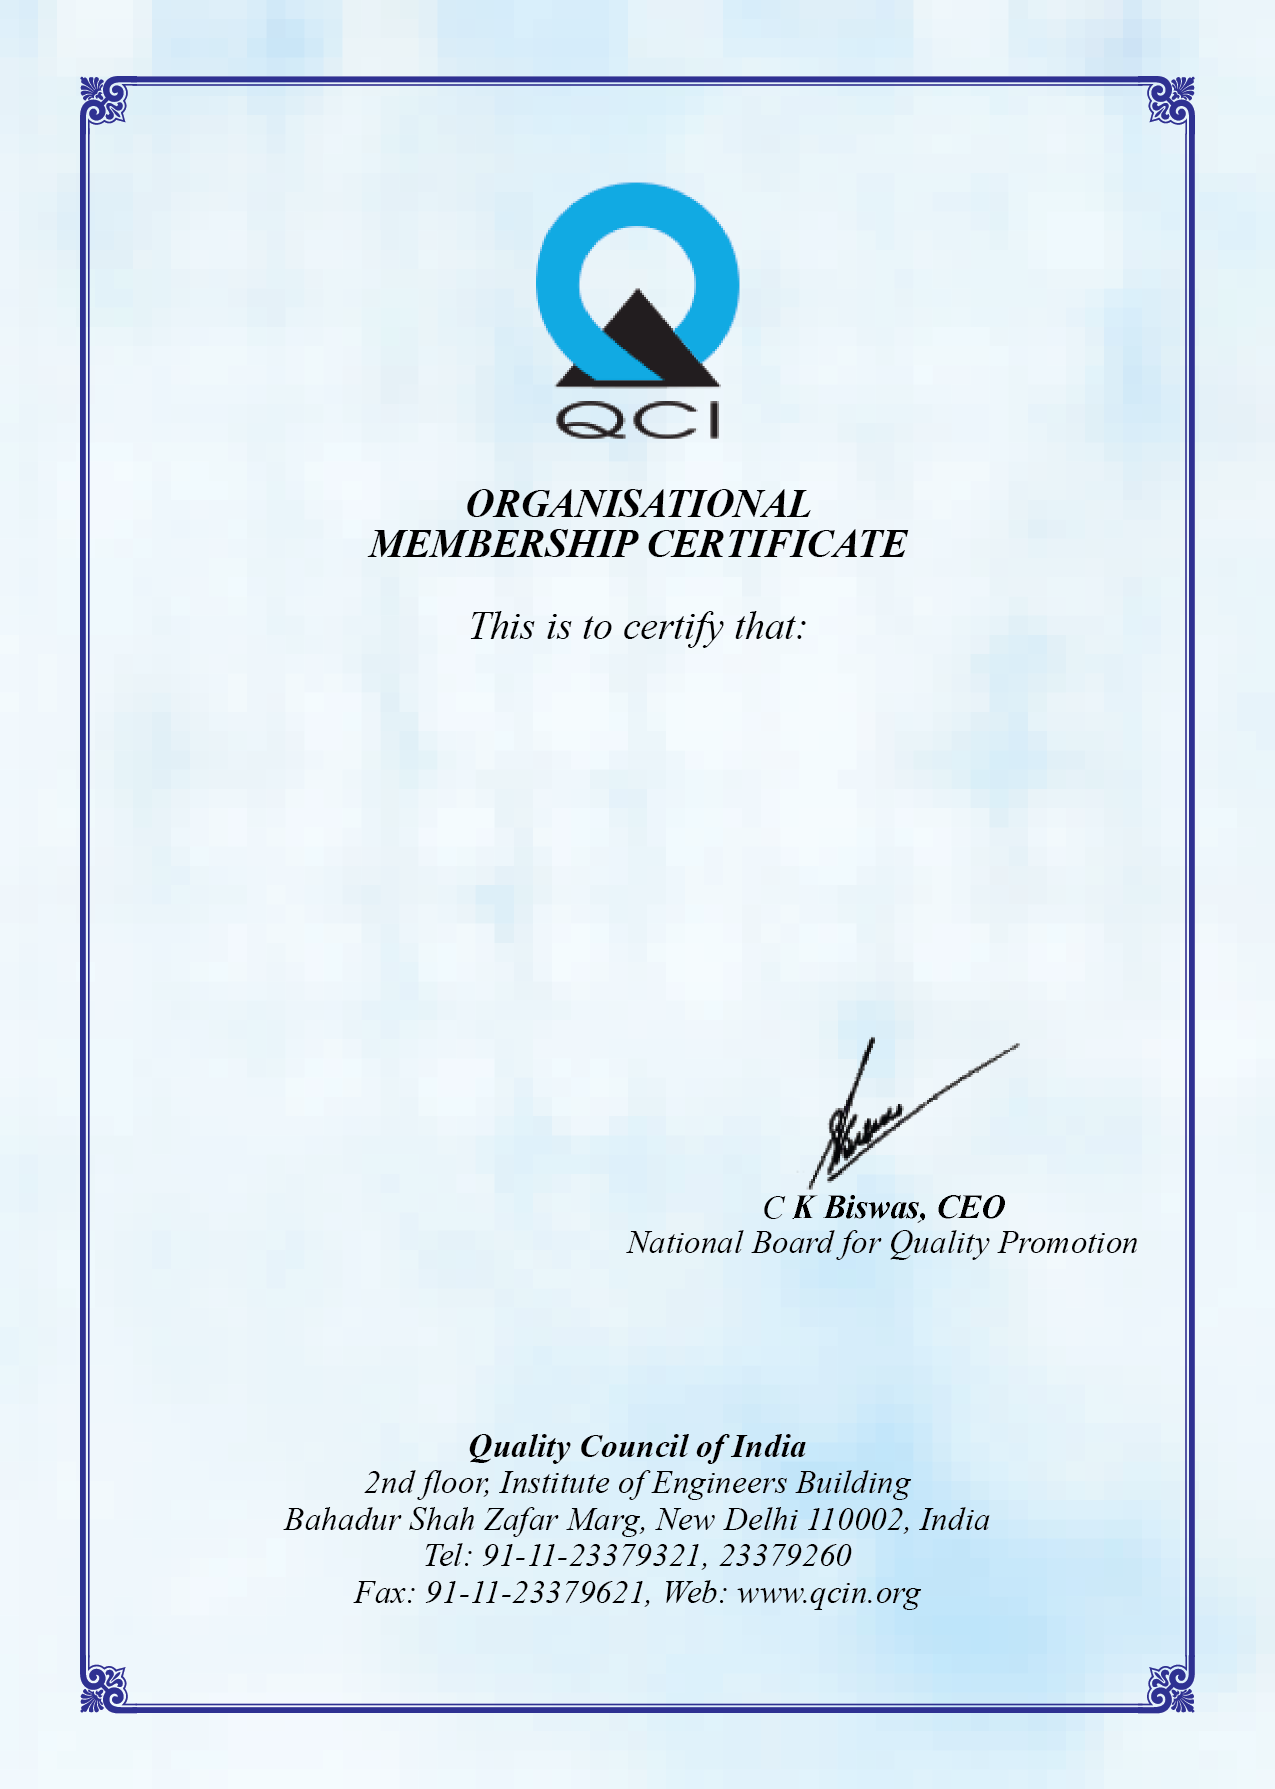 QCI
ORGANISATIONAL
MEMBERSHIP CERTIFICATE
This is to certify that:
C K Biswas, CEO
National Board for Quality Promotion
Quality Council of India
2nd floor, Institute of Engineers Building
Bahadur Shah Zafar Marg, New Delhi 110002, India
Tel: 91-11-23379321, 23379260
Fax: 91-11-23379621, Web: www.qcin.org